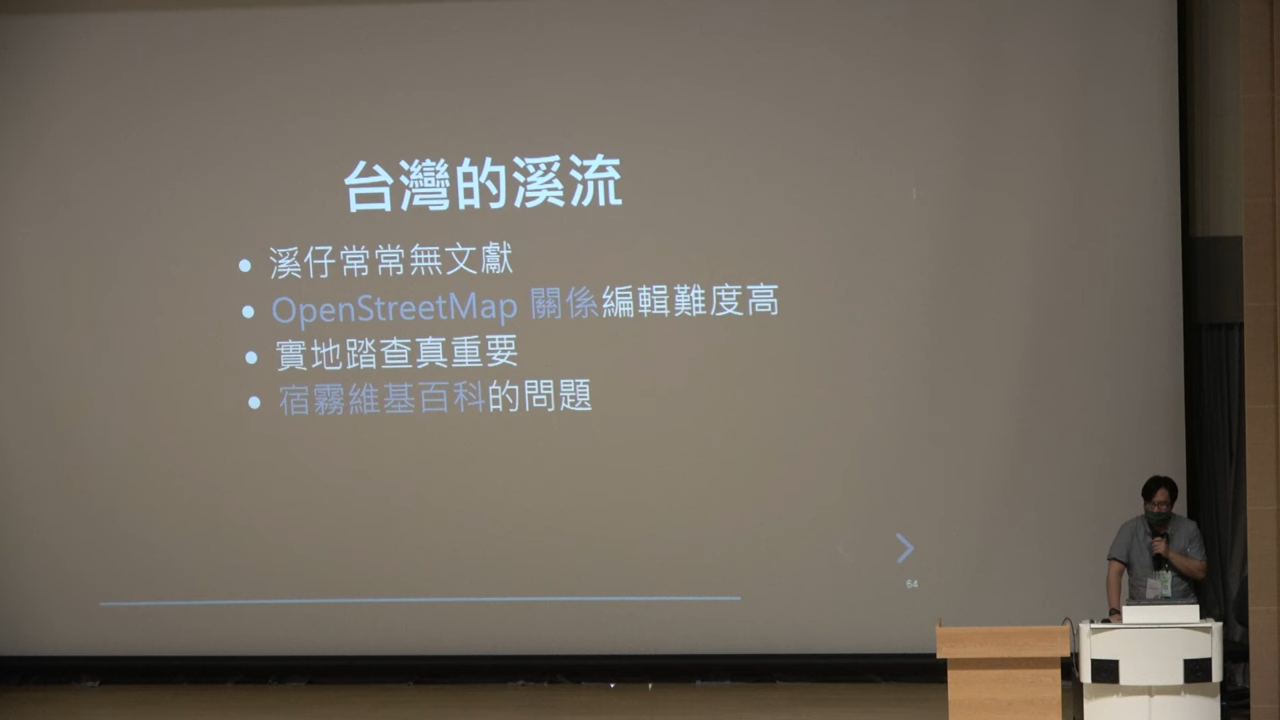 台灣的溪流
• 溪仔常常無文獻
• OpenStreetMap 關係編輯難度高
• 實地踏查真重要
• 宿霧維基百科的問題
64